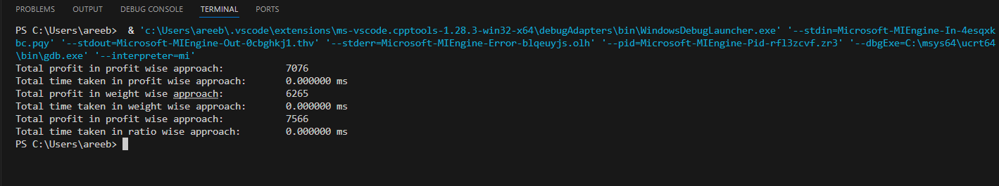 PROBLEMS OUTPUT DEBUG CONSOLE TERMINAL PORTS
PS C:\Users\areeb>  & 'c:\Users\areeb\.vscode\extensions\ms-vscode.cpptools-1.28.3-win32-x64\debugAdapters\bin\WindowsDebugLauncher.exe' '--stdin=Microsoft-MIEngine-In-4esqxk
bc.pqy' '--stdout=Microsoft-MIEngine-Out-0cbghkj1.thv' '--stderr=Microsoft-MIEngine-Error-blqeuyjs.olh' '--pid=Microsoft-MIEngine-Pid-rfl3zcvf.zr3' '--dbgExe=C:\msys64\ucrt64
\bin\gdb.exe' '--interpreter=mi'
Total profit in profit wise approach: 7076
Total time taken in profit wise approach: 0.000000 ms
Total profit in weight wise approach: 6265
Total time taken in weight wise approach: 0.000000 ms
Total profit in profit wise approach: 7566
Total time taken in ratio wise approach: 0.000000 ms
PS C:\Users\areeb>